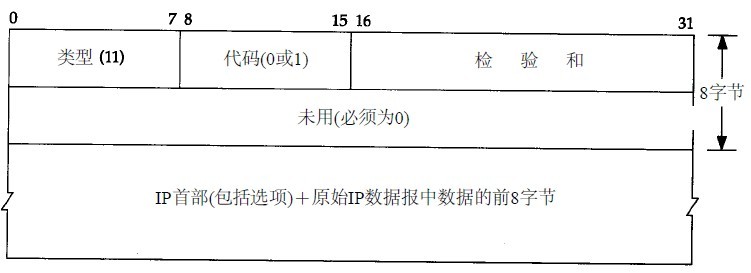 0 7 8 15 16 31
类型 (11) 代码(0或1) 检 验 和
8字节
未用(必须为0)
IP首部(包括选项)+原始IP数据报中数据的前8字节